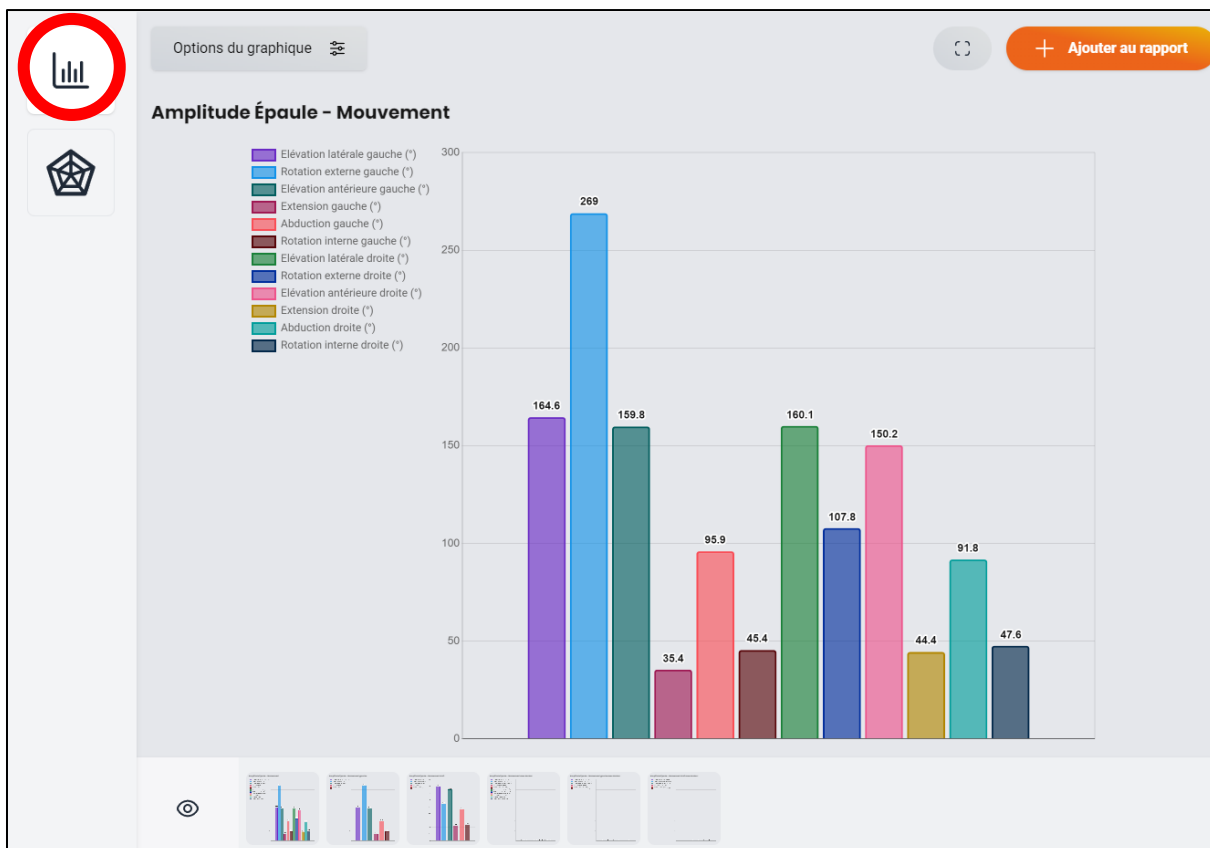 Options du graphique
Ajouter au rapport
Amplitude Épaule - Mouvement
Elévation latérale gauche (°)
Rotation externe gauche (°)
Elévation antérieure gauche (°)
Extension gauche (°)
Abduction gauche (°)
Rotation interne gauche (°)
Elévation latérale droite (°)
Rotation externe droite (°)
Elévation antérieure droite (°)
Extension droite (°)
Abduction droite (°)
Rotation interne droite (°)
300
250
200
150
100
50
0
164.6
269
159.8
35.4
95.9
45.4
160.1
107.8
150.2
44.4
91.8
47.6